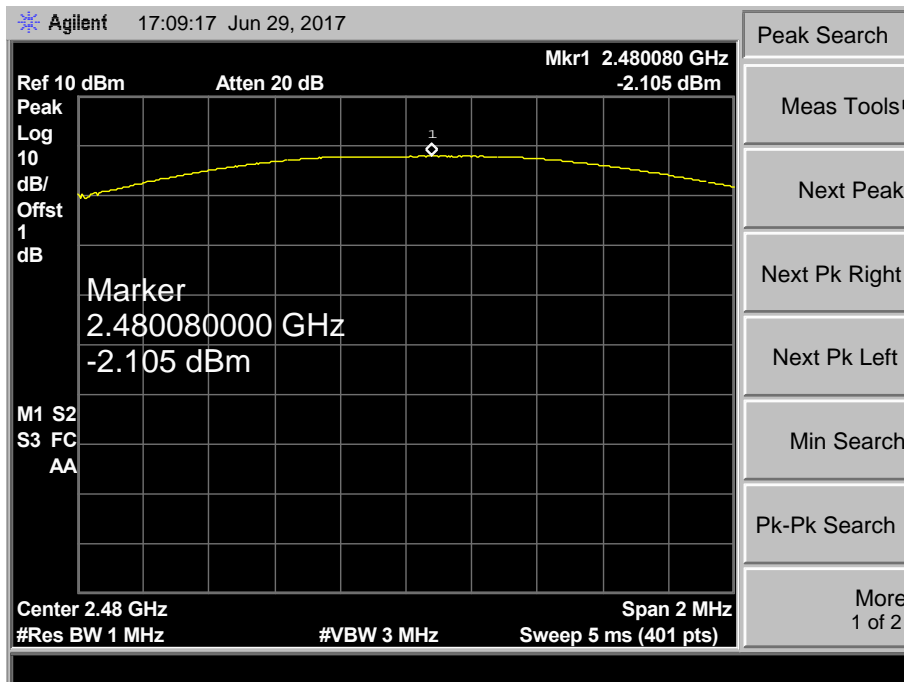 Agilent 17:09:17 Jun 29, 2017
Peak Search
Mkr1 2.480080 GHz
Ref 10 dBm Atten 20 dB -2.105 dBm
Peak
Log
10
dB/
Offst
1
dB
1
Marker
2.480080000 GHz
-2.105 dBm
M1 S2
S3 FC
AA
Center 2.48 GHz Span 2 MHz
#Res BW 1 MHz #VBW 3 MHz Sweep 5 ms (401 pts)
Meas Tools
Next Peak
Next Pk Right
Next Pk Left
Min Search
Pk-Pk Search
More
1 of 2